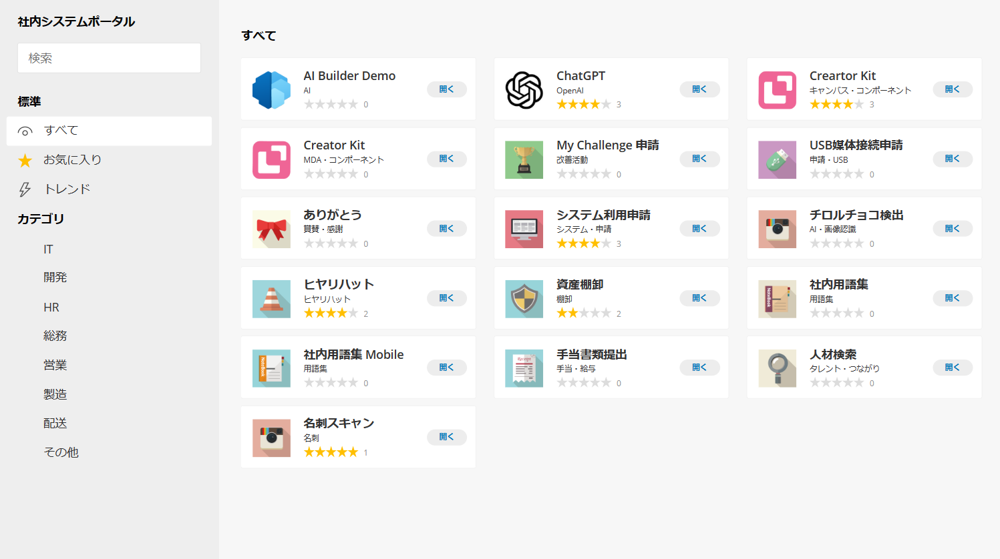 社内システムポータル
検索
標準
すべて
お気に入り
トレンド
カテゴリ
IT
開発
HR
総務
営業
製造
配送
その他
すべて
AI Builder Demo
AI
0
開く
ChatGPT
OpenAI
3
開く
Creartor Kit
キャンバス・コンポーネント
3
開く
Creator Kit
MDA・コンポーネント
0
開く
My Challenge 申請
改善活動
0
開く
USB媒体接続申請
申請・USB
0
開く
ありがとう
賞賛・感謝
0
開く
システム利用申請
システム・申請
3
開く
チロルチョコ検出
AI・画像認識
0
開く
ヒヤリハット
ヒヤリハット
2
開く
資産棚卸
棚卸
2
開く
NoteBook
社内用語集
用語集
0
開く
NoteBook
社内用語集 Mobile
用語集
0
開く
Receipt
手当書類提出
手当・給与
0
開く
人材検索
タレント・つながり
0
開く
名刺スキャン
名刺
1
開く